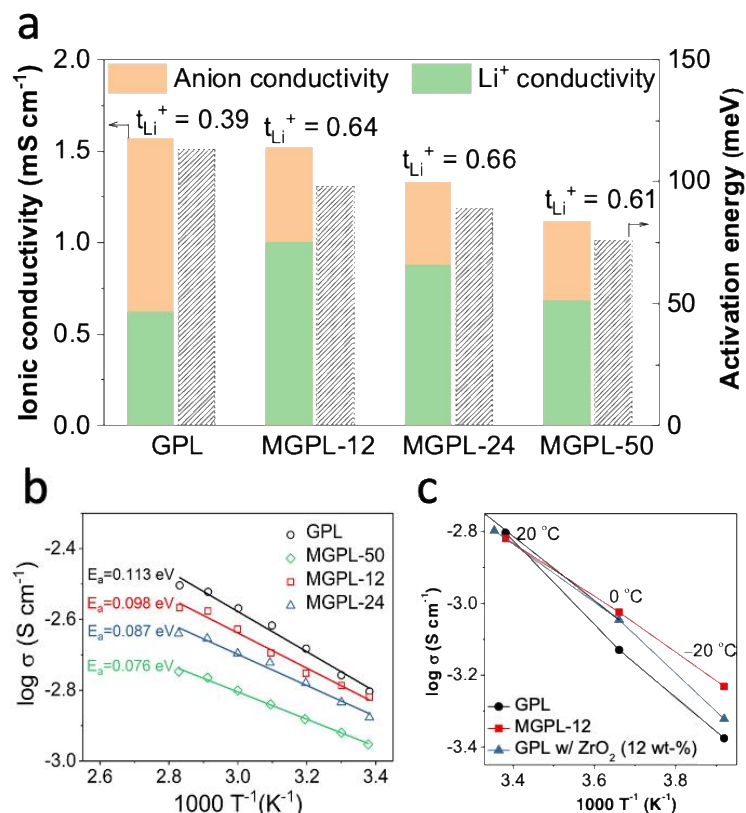 a
Anion conductivity
Li⁺ conductivity
t_Li⁺ = 0.39
t_Li⁺ = 0.64
t_Li⁺ = 0.66
t_Li⁺ = 0.61
Ionic conductivity (mS cm⁻¹)
2.0
1.5
1.0
0.5
0.0
Activation energy (meV)
150
100
50
0
GPL MGPL-12 MGPL-24 MGPL-50
b
GPL
MGPL-50
MGPL-12
MGPL-24
Eₐ=0.113 eV
Eₐ=0.098 eV
Eₐ=0.087 eV
Eₐ=0.076 eV
log σ (S cm⁻¹)
-2.4
-2.6
-2.8
-3.0
2.6 2.8 3.0 3.2 3.4
1000 T⁻¹(K⁻¹)
c
20 °C
0 °C
−20 °C
GPL
MGPL-12
GPL w/ ZrO₂ (12 wt-%)
log σ (S cm⁻¹)
-2.8
-3.0
-3.2
-3.4
3.4 3.6 3.8
1000 T⁻¹ (K⁻¹)